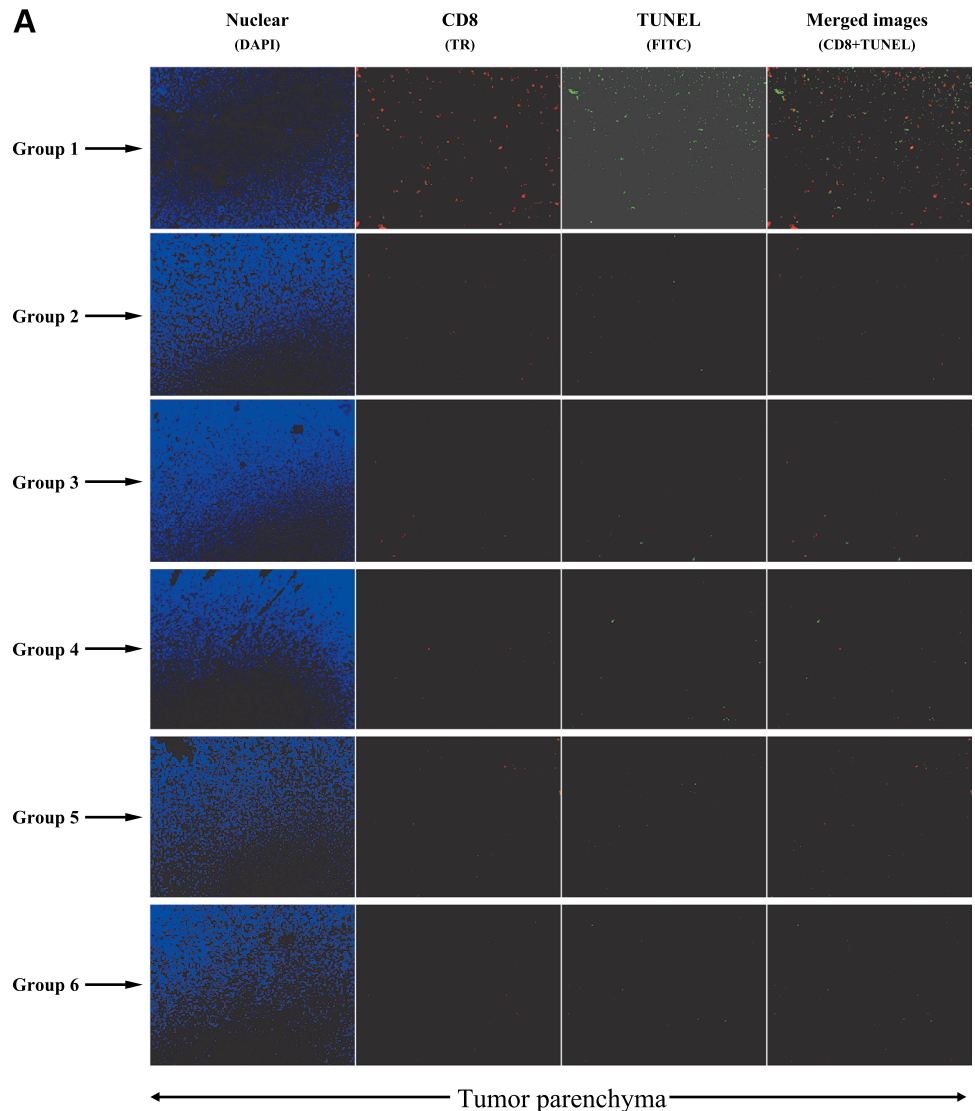 A
Nuclear CD8 TUNEL Merged images
(DAPI) (TR) (FITC) (CD8+TUNEL)
Group 1
Group 2
Group 3
Group 4
Group 5
Group 6
Tumor parenchyma